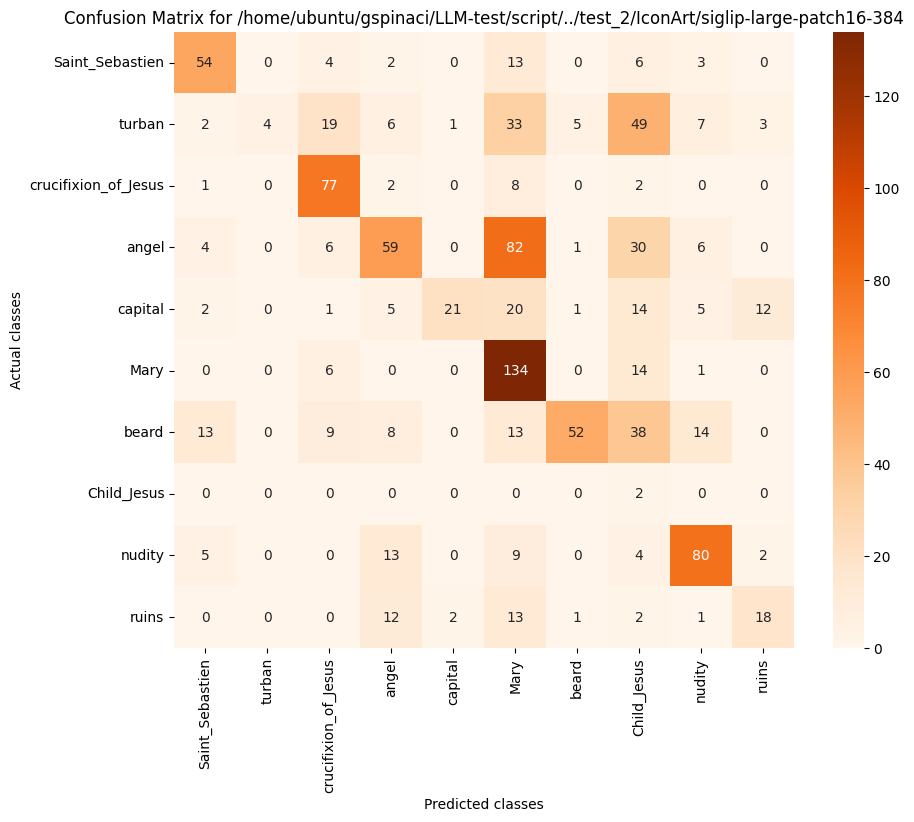 Confusion Matrix for /home/ubuntu/gspinaci/LLM-test/script/../test_2/IconArt/siglip-large-patch16-384
Saint_Sebastien 54 0 4 2 0 13 0 6 3 0
turban 2 4 19 6 1 33 5 49 7 3
crucifixion_of_Jesus 1 0 77 2 0 8 0 2 0 0
angel 4 0 6 59 0 82 1 30 6 0
capital 2 0 1 5 21 20 1 14 5 12
Mary 0 0 6 0 0 134 0 14 1 0
beard 13 0 9 8 0 13 52 38 14 0
Child_Jesus 0 0 0 0 0 0 0 2 0 0
nudity 5 0 0 13 0 9 0 4 80 2
ruins 0 0 0 12 2 13 1 2 1 18
Saint_Sebastien turban crucifixion_of_Jesus angel capital Mary beard Child_Jesus nudity ruins
Predicted classes
Actual classes
120
100
80
60
40
20
0